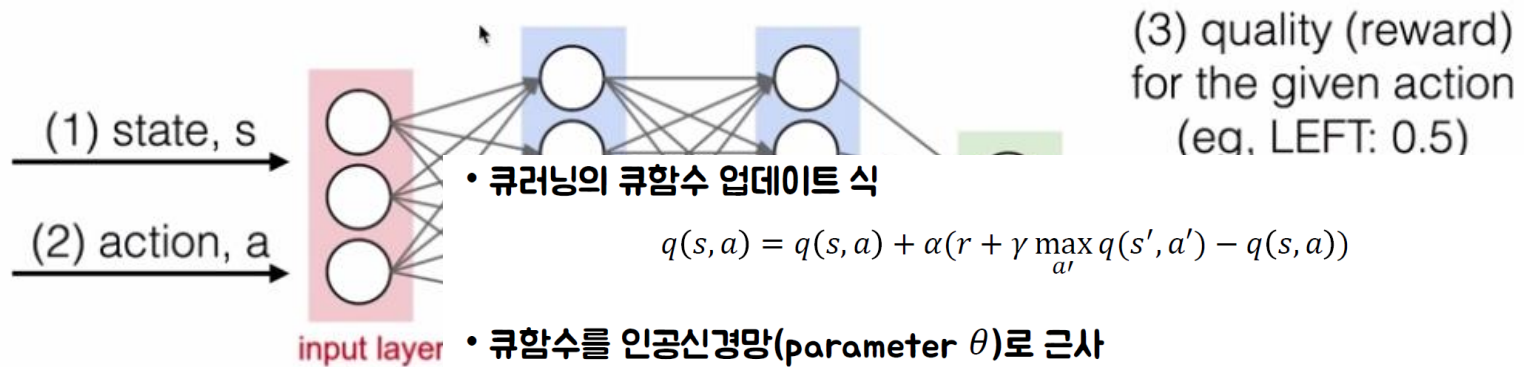 (1) state, s
(2) action, a
input layer
(3) quality (reward)
for the given action
(eg, LEFT: 0.5)
• 큐러닝의 큐함수 업데이트 식
q(s, a) = q(s, a) + α(r + γ max q(s′, a′) − q(s, a))
a′
• 큐함수를 인공신경망(parameter θ)로 근사